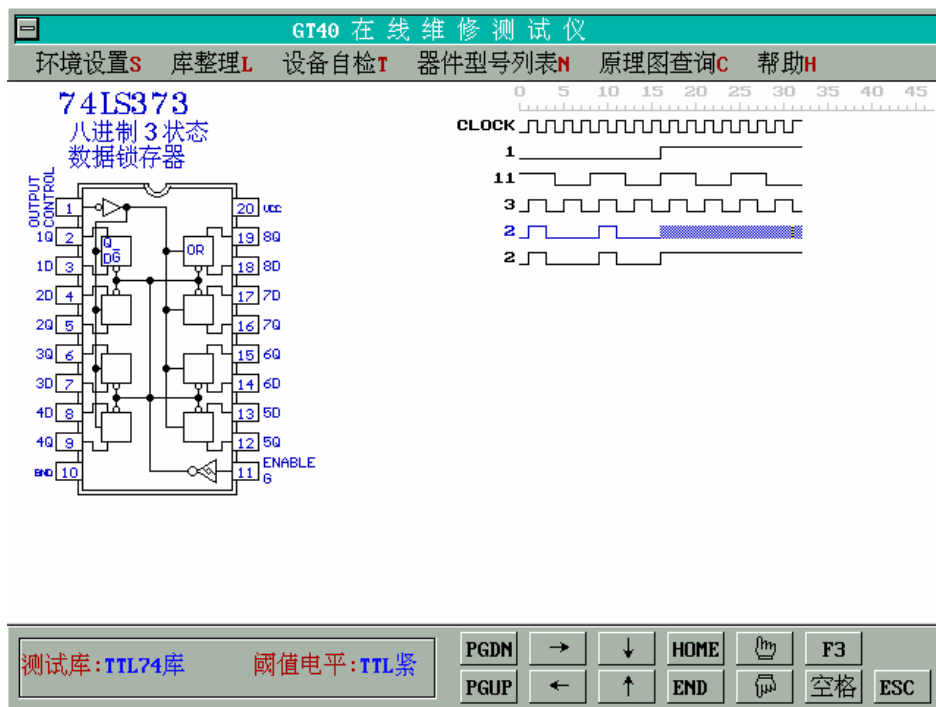 GT40 在线维修测试仪
环境设置S 库整理L 设备自检T 器件型号列表N 原理图查询C 帮助H
74LS373
八进制3状态
数据锁存器
OUTPUT
CONTROL
1 20 VCC
1Q 2 19 8Q
1D 3 18 8D
2D 4 17 7D
2Q 5 16 7Q
3Q 6 15 6Q
3D 7 14 6D
4D 8 13 5D
4Q 9 12 5Q
GND 10 11 ENABLE
G
Q
DG
OR
0 5 10 15 20 25 30 35 40 45
CLOCK
1
11
3
2
2
测试库:TTL74库 阈值电平:TTL紧
PGDN → ↓ HOME F3
PGUP ← ↑ END 空格 ESC